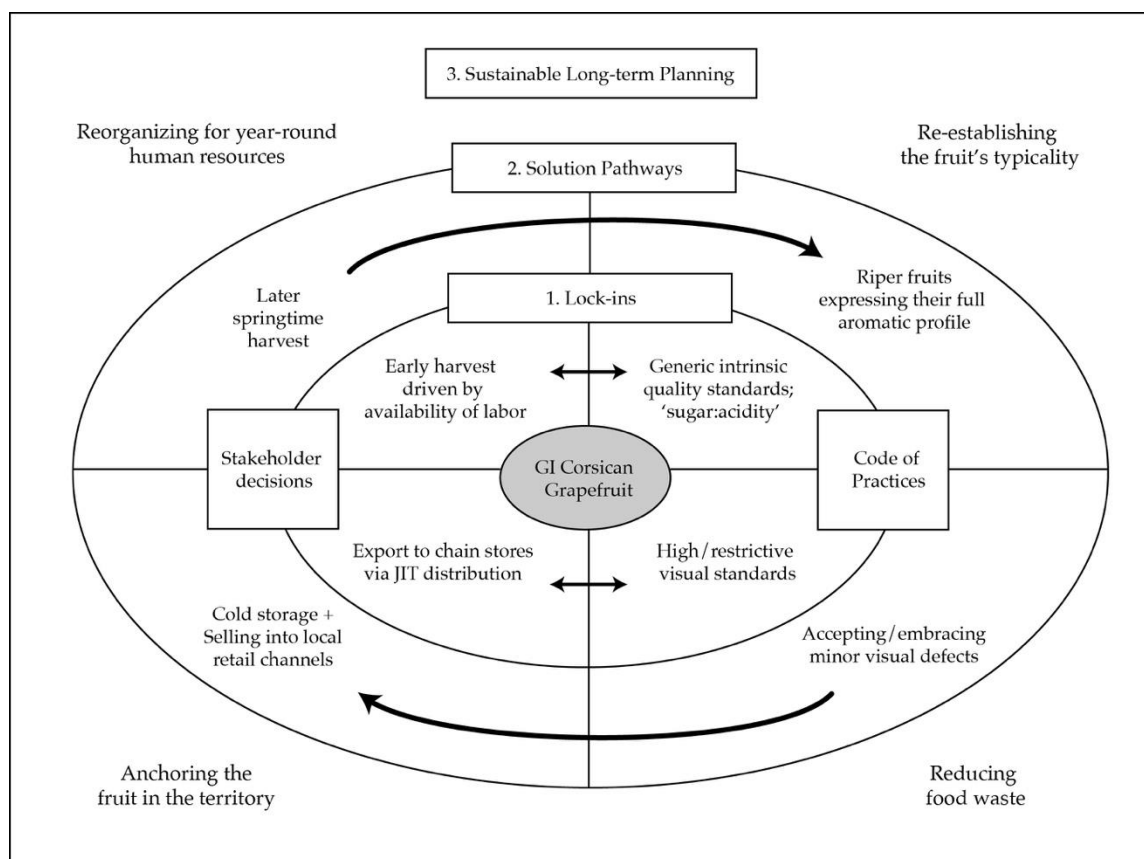 3. Sustainable Long-term Planning
Reorganizing for year-round
human resources
Re-establishing
the fruit's typicality
2. Solution Pathways
Later
springtime
harvest
Riper fruits
expressing their full
aromatic profile
1. Lock-ins
Early harvest
driven by
availability of labor
Generic intrinsic
quality standards;
'sugar:acidity'
Stakeholder
decisions
GI Corsican
Grapefruit
Code of
Practices
Export to chain stores
via JIT distribution
High/restrictive
visual standards
Cold storage +
Selling into local
retail channels
Accepting/embracing
minor visual defects
Anchoring the
fruit in the territory
Reducing
food waste